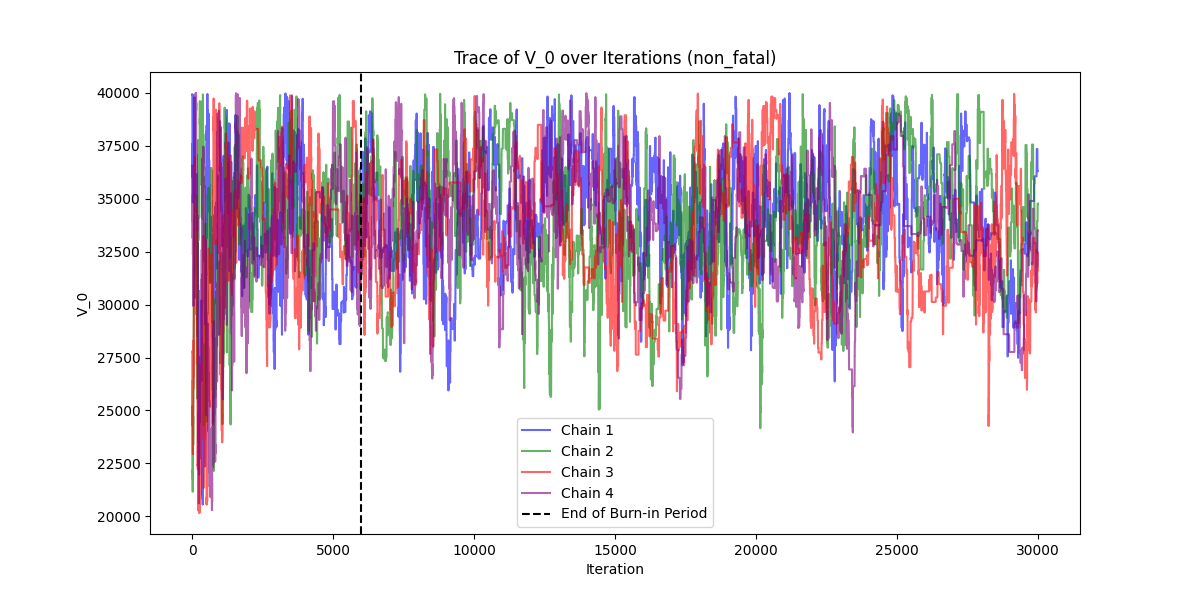 Trace of V_0 over Iterations (non_fatal)
V_0
40000
37500
35000
32500
30000
27500
25000
22500
20000
Chain 1
Chain 2
Chain 3
Chain 4
End of Burn-in Period
0 5000 10000 15000 20000 25000 30000
Iteration